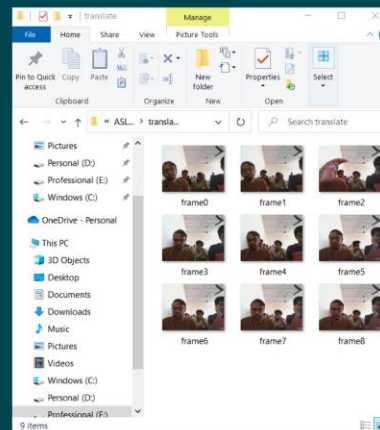 translate
Manage
File
Home
Share
View
Picture Tools
Pin to Quick access
Copy
Paste
New folder
Properties
Select
Clipboard
Organize
New
Open
ASL...
transla...
Search translate
Pictures
Personal (D:)
Professional (E:)
Windows (C:)
OneDrive - Personal
This PC
3D Objects
Desktop
Documents
Downloads
Music
Pictures
Videos
Windows (C:)
Personal (D:)
Professional (E:)
frame0 frame1 frame2
frame3 frame4 frame5
frame6 frame7 frame8
9 items